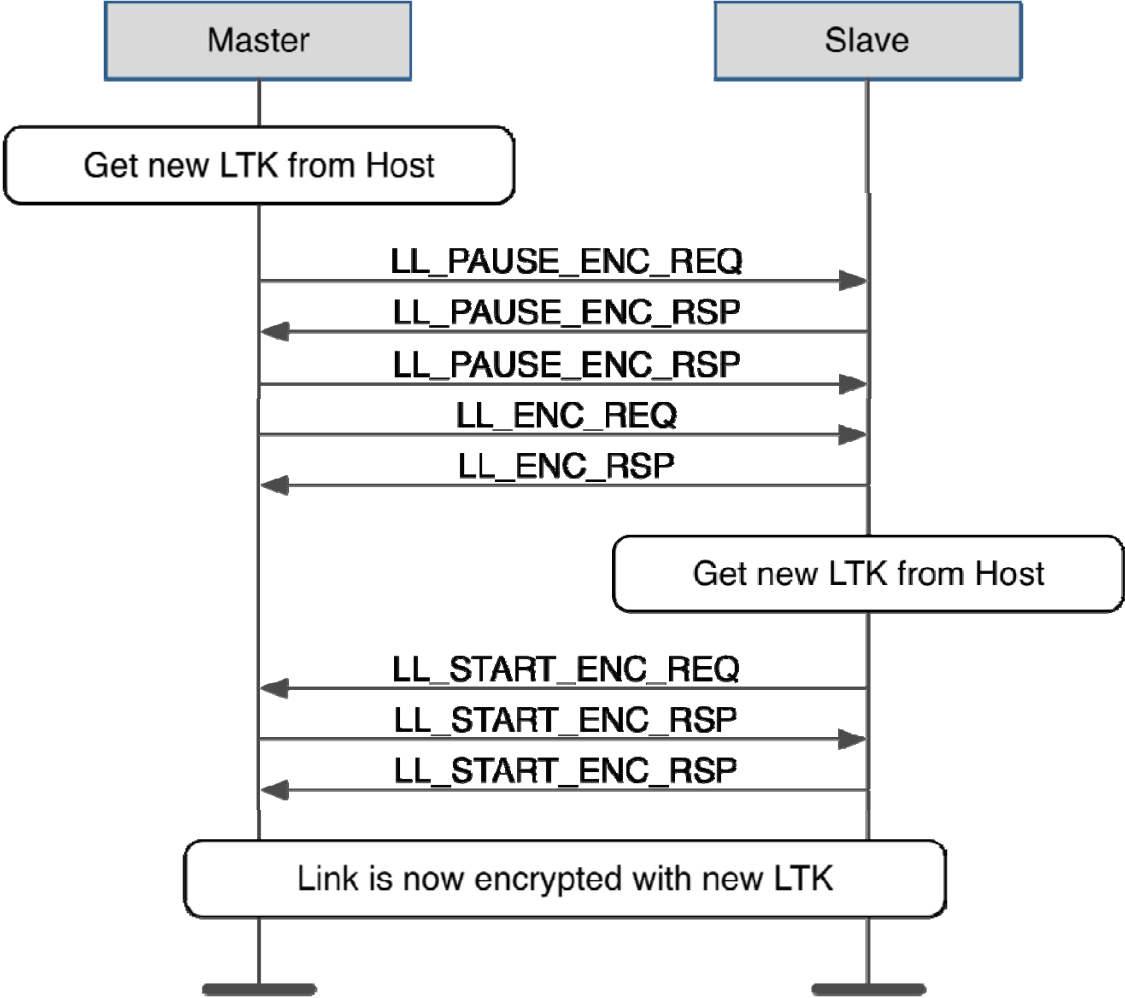 Master
Slave
Get new LTK from Host
LL_PAUSE_ENC_REQ
LL_PAUSE_ENC_RSP
LL_PAUSE_ENC_RSP
LL_ENC_REQ
LL_ENC_RSP
Get new LTK from Host
LL_START_ENC_REQ
LL_START_ENC_RSP
LL_START_ENC_RSP
Link is now encrypted with new LTK